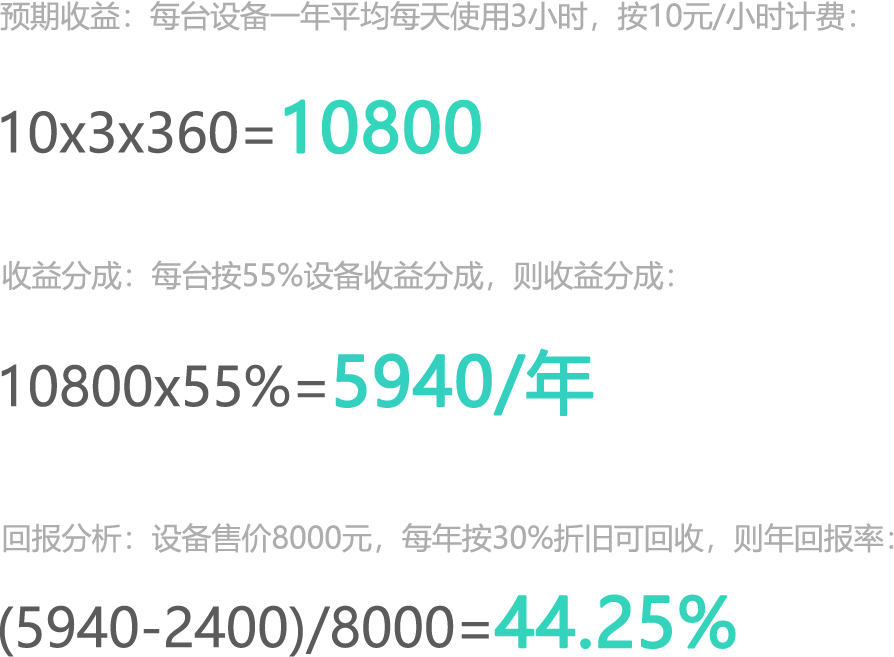 预期收益：每台设备一年平均每天使用3小时，按10元/小时计费：
10x3x360=10800
收益分成：每台按55%设备收益分成，则收益分成：
10800x55%=5940/年
回报分析：设备售价8000元，每年按30%折旧可回收，则年回报率：
(5940-2400)/8000=44.25%